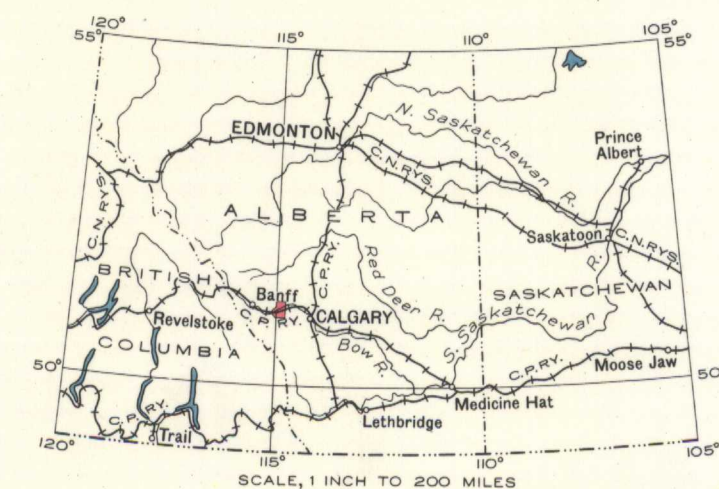 120°
110°
105°
55°
115°
55°
EDMONTON
N. Saskatchewan R.
Prince
Albert
C.N.RYS.
C.N.RYS.
ALBERTA
C.P.RY.
Saskatoon
C.N.RYS.
Red Deer R.
BRITISH
Banff
SASKATCHEWAN
Revelstoke
C.P.RY.
CALGARY
S. Saskatchewan R.
COLUMBIA
Bow R.
C.P.RY.
Moose Jaw
50°
50°
Medicine Hat
C.P.RY.
Lethbridge
120°
Trail
115°
110°
105°
SCALE, 1 INCH TO 200 MILES